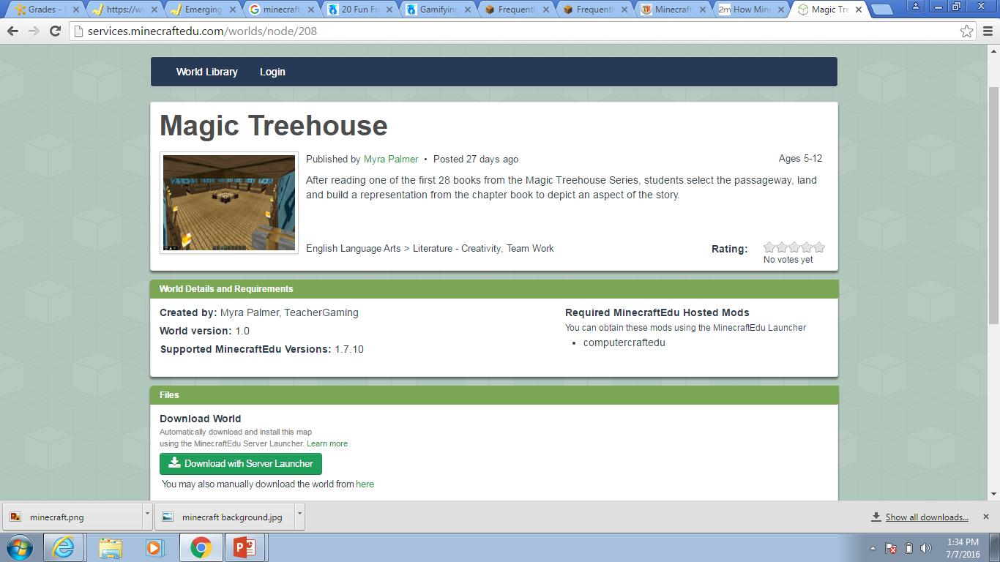 Grades - H
https://wa
Emerging
minecraft
20 Fun Fre
Gamifying
Frequentl
Frequentl
Minecraft
2m How Mine
Magic Tre
services.minecraftedu.com/worlds/node/208
World Library Login
Magic Treehouse
Published by Myra Palmer • Posted 27 days ago
Ages 5-12
After reading one of the first 28 books from the Magic Treehouse Series, students select the passageway, land
and build a representation from the chapter book to depict an aspect of the story.
English Language Arts > Literature - Creativity, Team Work
Rating:
No votes yet
World Details and Requirements
Created by: Myra Palmer, TeacherGaming
World version: 1.0
Supported MinecraftEdu Versions: 1.7.10
Required MinecraftEdu Hosted Mods
You can obtain these mods using the MinecraftEdu Launcher
• computercraftedu
Files
Download World
Automatically download and install this map
using the MinecraftEdu Server Launcher. Learn more
Download with Server Launcher
You may also manually download the world from here
minecraft.png
minecraft background.jpg
Show all downloads...
1:34 PM
7/7/2016